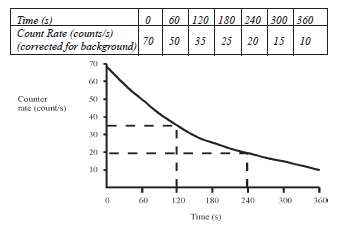 Time (s) 0 60 120 180 240 300 360
Count Rate (counts/s)
(corrected for background) 70 50 35 25 20 15 10
70
60
50
Counter
rate (count/s)
40
30
20
10
0 60 120 180 240 300 360
Time (s)